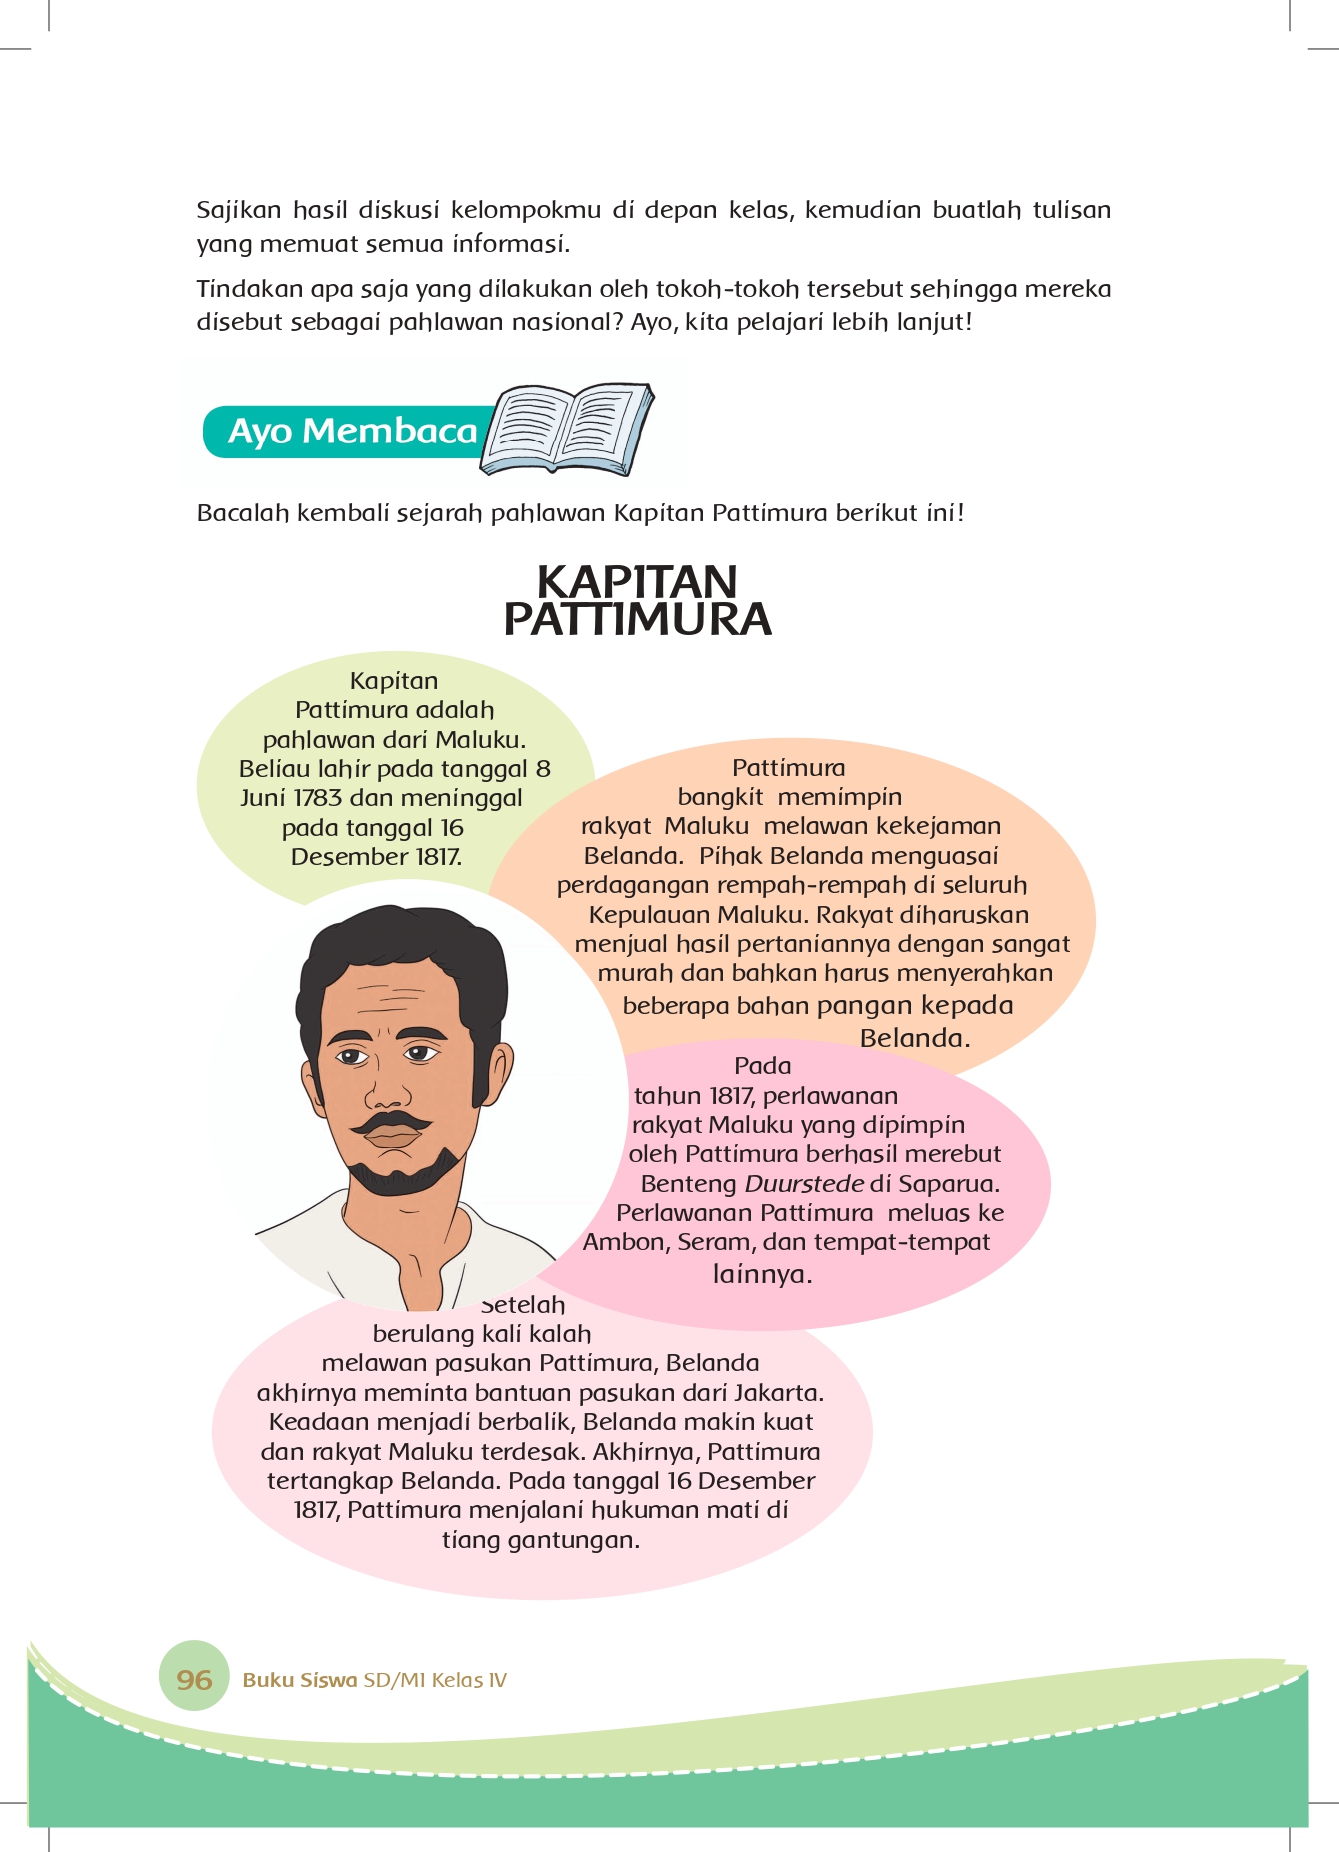 Sajikan hasil diskusi kelompokmu di depan kelas, kemudian buatlah tulisan
yang memuat semua informasi.
Tindakan apa saja yang dilakukan oleh tokoh-tokoh tersebut sehingga mereka
disebut sebagai pahlawan nasional? Ayo, kita pelajari lebih lanjut!
Ayo Membaca
Bacalah kembali sejarah pahlawan Kapitan Pattimura berikut ini!
KAPITAN
PATTIMURA
Kapitan
Pattimura adalah
pahlawan dari Maluku.
Beliau lahir pada tanggal 8
Juni 1783 dan meninggal
pada tanggal 16
Desember 1817.
Pattimura
bangkit memimpin
rakyat Maluku melawan kekejaman
Belanda. Pihak Belanda menguasai
perdagangan rempah-rempah di seluruh
Kepulauan Maluku. Rakyat diharuskan
menjual hasil pertaniannya dengan sangat
murah dan bahkan harus menyerahkan
beberapa bahan pangan kepada
Belanda.
Pada
tahun 1817, perlawanan
rakyat Maluku yang dipimpin
oleh Pattimura berhasil merebut
Benteng Duurstede di Saparua.
Perlawanan Pattimura meluas ke
Ambon, Seram, dan tempat-tempat
lainnya.
Setelah
berulang kali kalah
melawan pasukan Pattimura, Belanda
akhirnya meminta bantuan pasukan dari Jakarta.
Keadaan menjadi berbalik, Belanda makin kuat
dan rakyat Maluku terdesak. Akhirnya, Pattimura
tertangkap Belanda. Pada tanggal 16 Desember
1817, Pattimura menjalani hukuman mati di
tiang gantungan.
96 Buku Siswa SD/MI Kelas IV